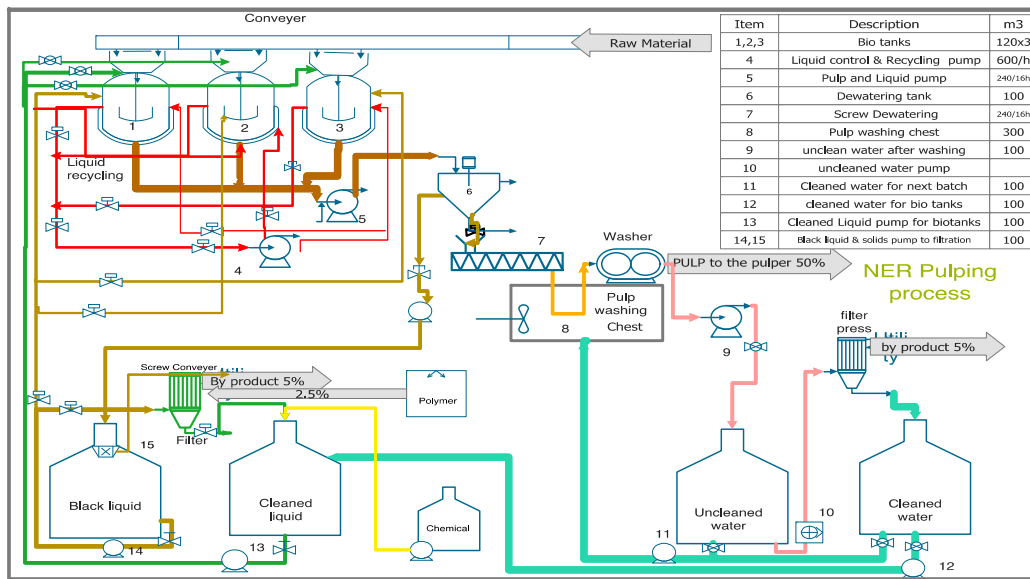 Conveyer
Raw Material
Item Description m3
1,2,3 Bio tanks 120x3
4 Liquid control & Recycling pump 600/h
5 Pulp and Liquid pump 240/16h
6 Dewatering tank 100
7 Screw Dewatering 240/16h
8 Pulp washing chest 300
9 unclean water after washing 100
10 uncleaned water pump
11 Cleaned water for next batch 100
12 cleaned water for bio tanks 100
13 Cleaned Liquid pump for biotanks 100
14,15 Black liquid & solids pump to filtration 100
1
2
3
Liquid
recycling
4
5
6
7
Washer
PULP to the pulper 50%
NER Pulping
process
Pulp
washing
Chest
8
9
filter
press
by product 5%
Screw Conveyer
By product 5%
2.5%
Polymer
Filter
15
Black liquid
14
Cleaned
liquid
13
Chemical
Uncleaned
water
11
10
Cleaned
water
12